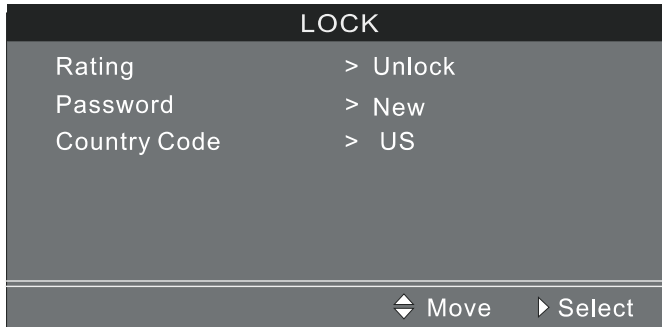 LOCK
Rating > Unlock
Password > New
Country Code > US
Move Select